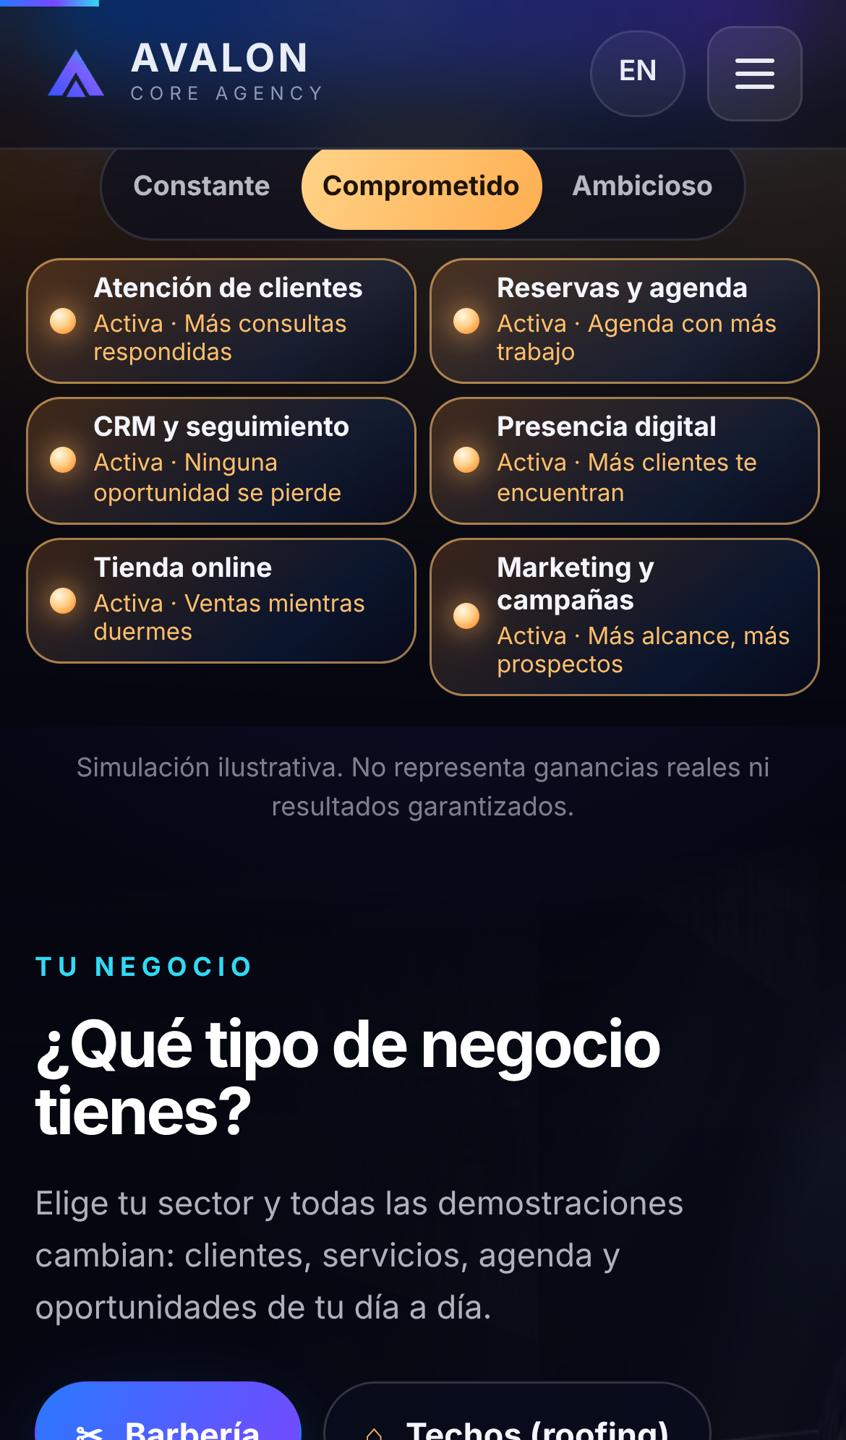 AVALON
CORE AGENCY
EN
Constante
Comprometido
Ambicioso
Atención de clientes
Activa · Más consultas
respondidas
Reservas y agenda
Activa · Agenda con más
trabajo
CRM y seguimiento
Activa · Ninguna
oportunidad se pierde
Presencia digital
Activa · Más clientes te
encuentran
Tienda online
Activa · Ventas mientras
duermes
Marketing y
campañas
Activa · Más alcance, más
prospectos
Simulación ilustrativa. No representa ganancias reales ni
resultados garantizados.
TU NEGOCIO
¿Qué tipo de negocio
tienes?
Elige tu sector y todas las demostraciones
cambian: clientes, servicios, agenda y
oportunidades de tu día a día.
Barbería
Techos (roofing)